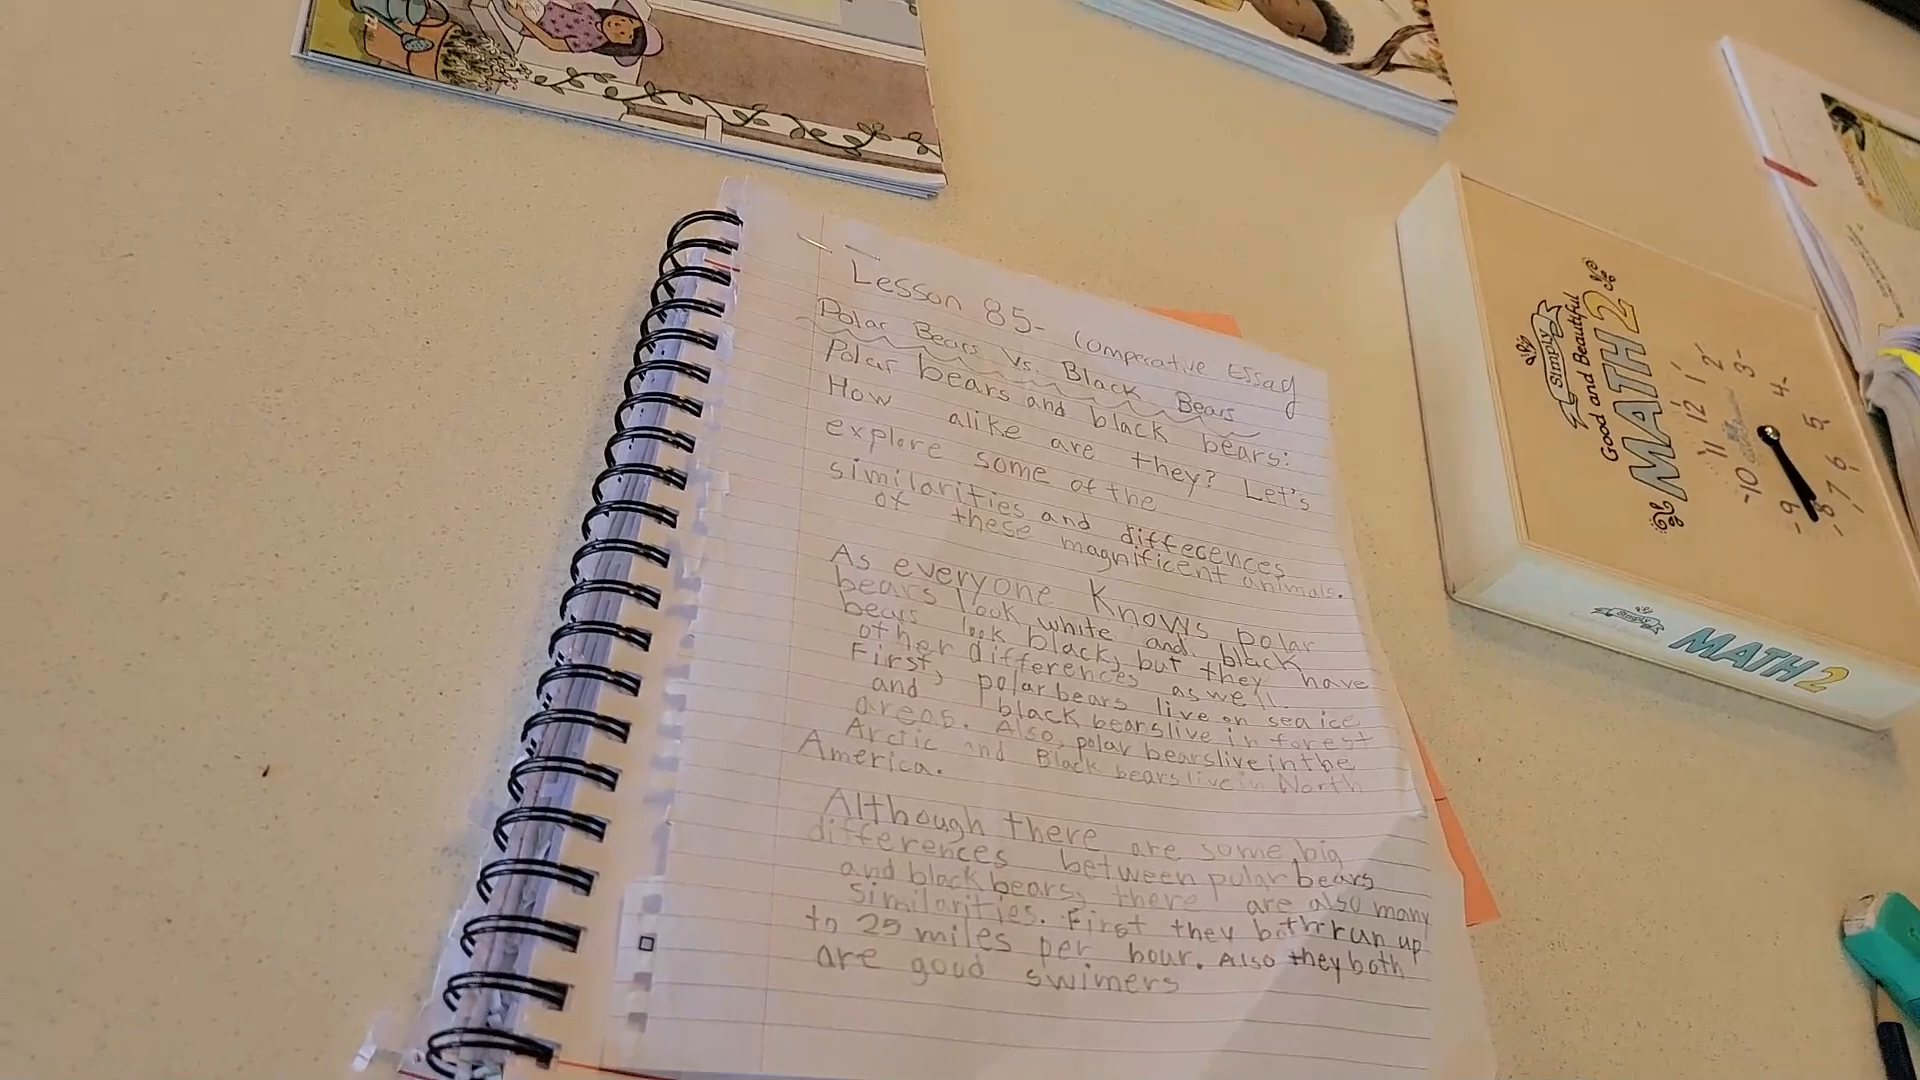 Lesson 85- Comperative Essay
Polar Bears Vs. Black Bears
Polar bears and black bears:
How alike are they? Let's
explore some of the
similarities and differences
of these magnificent animals.
As everyone Knows, polar
bears look white and black
bears look black, but they have
other differences as well.
First, polar bears live on sea ice
and black bears live in forest
areas. Also, polar bears live in the
Arctic and Black bears live in North
America.
Although there are some big
differences between polar bears
and black bears, there are also many
similarities. First they both run up
to 25 miles per hour. Also they both
are good swimers
Simply
Good and Beautiful
MATH 2
11 12 1 2
10 3
9 4
8 7 6 5
Simply
MATH 2